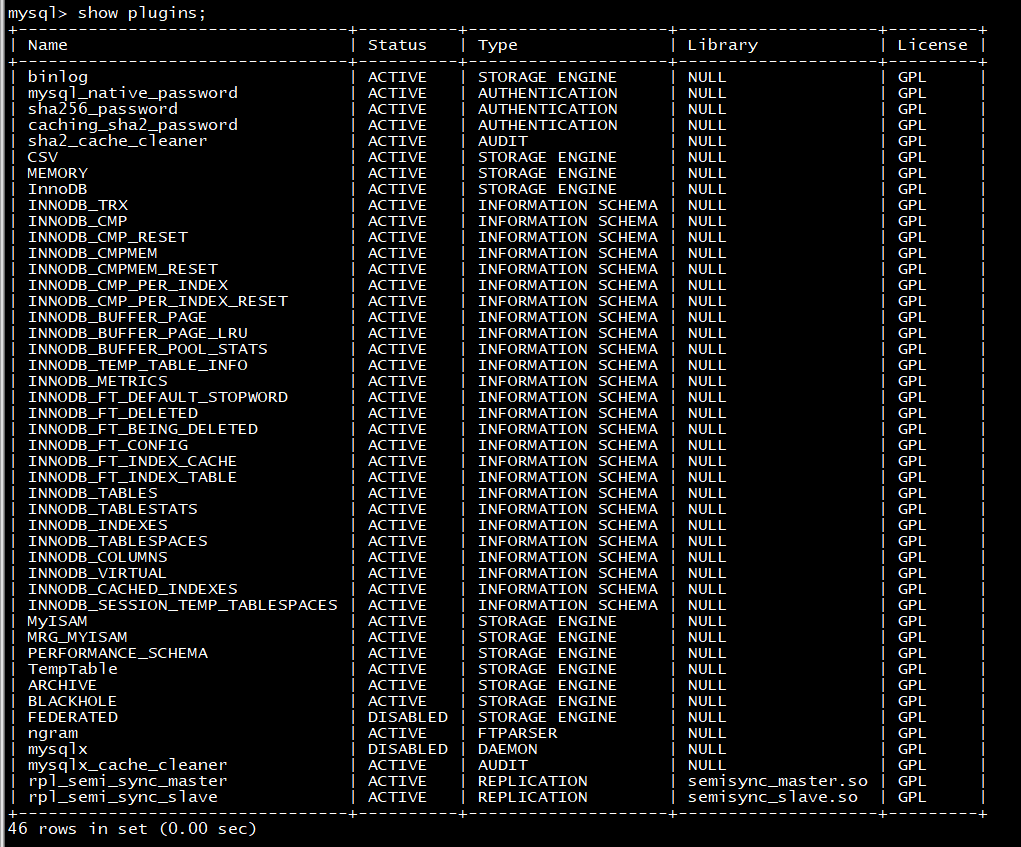 mysql> show plugins;
+---------------------------------+----------+--------------------+--------------------+---------+
| Name                            | Status   | Type               | Library            | License |
+---------------------------------+----------+--------------------+--------------------+---------+
| binlog                          | ACTIVE   | STORAGE ENGINE     | NULL               | GPL     |
| mysql_native_password           | ACTIVE   | AUTHENTICATION     | NULL               | GPL     |
| sha256_password                 | ACTIVE   | AUTHENTICATION     | NULL               | GPL     |
| caching_sha2_password           | ACTIVE   | AUTHENTICATION     | NULL               | GPL     |
| sha2_cache_cleaner              | ACTIVE   | AUDIT              | NULL               | GPL     |
| CSV                             | ACTIVE   | STORAGE ENGINE     | NULL               | GPL     |
| MEMORY                          | ACTIVE   | STORAGE ENGINE     | NULL               | GPL     |
| InnoDB                          | ACTIVE   | STORAGE ENGINE     | NULL               | GPL     |
| INNODB_TRX                      | ACTIVE   | INFORMATION SCHEMA | NULL               | GPL     |
| INNODB_CMP                      | ACTIVE   | INFORMATION SCHEMA | NULL               | GPL     |
| INNODB_CMP_RESET                | ACTIVE   | INFORMATION SCHEMA | NULL               | GPL     |
| INNODB_CMPMEM                   | ACTIVE   | INFORMATION SCHEMA | NULL               | GPL     |
| INNODB_CMPMEM_RESET             | ACTIVE   | INFORMATION SCHEMA | NULL               | GPL     |
| INNODB_CMP_PER_INDEX            | ACTIVE   | INFORMATION SCHEMA | NULL               | GPL     |
| INNODB_CMP_PER_INDEX_RESET      | ACTIVE   | INFORMATION SCHEMA | NULL               | GPL     |
| INNODB_BUFFER_PAGE              | ACTIVE   | INFORMATION SCHEMA | NULL               | GPL     |
| INNODB_BUFFER_PAGE_LRU          | ACTIVE   | INFORMATION SCHEMA | NULL               | GPL     |
| INNODB_BUFFER_POOL_STATS        | ACTIVE   | INFORMATION SCHEMA | NULL               | GPL     |
| INNODB_TEMP_TABLE_INFO          | ACTIVE   | INFORMATION SCHEMA | NULL               | GPL     |
| INNODB_METRICS                  | ACTIVE   | INFORMATION SCHEMA | NULL               | GPL     |
| INNODB_FT_DEFAULT_STOPWORD      | ACTIVE   | INFORMATION SCHEMA | NULL               | GPL     |
| INNODB_FT_DELETED               | ACTIVE   | INFORMATION SCHEMA | NULL               | GPL     |
| INNODB_FT_BEING_DELETED         | ACTIVE   | INFORMATION SCHEMA | NULL               | GPL     |
| INNODB_FT_CONFIG                | ACTIVE   | INFORMATION SCHEMA | NULL               | GPL     |
| INNODB_FT_INDEX_CACHE           | ACTIVE   | INFORMATION SCHEMA | NULL               | GPL     |
| INNODB_FT_INDEX_TABLE           | ACTIVE   | INFORMATION SCHEMA | NULL               | GPL     |
| INNODB_TABLES                   | ACTIVE   | INFORMATION SCHEMA | NULL               | GPL     |
| INNODB_TABLESTATS               | ACTIVE   | INFORMATION SCHEMA | NULL               | GPL     |
| INNODB_INDEXES                  | ACTIVE   | INFORMATION SCHEMA | NULL               | GPL     |
| INNODB_TABLESPACES              | ACTIVE   | INFORMATION SCHEMA | NULL               | GPL     |
| INNODB_COLUMNS                  | ACTIVE   | INFORMATION SCHEMA | NULL               | GPL     |
| INNODB_VIRTUAL                  | ACTIVE   | INFORMATION SCHEMA | NULL               | GPL     |
| INNODB_CACHED_INDEXES           | ACTIVE   | INFORMATION SCHEMA | NULL               | GPL     |
| INNODB_SESSION_TEMP_TABLESPACES | ACTIVE   | INFORMATION SCHEMA | NULL               | GPL     |
| MyISAM                          | ACTIVE   | STORAGE ENGINE     | NULL               | GPL     |
| MRG_MYISAM                      | ACTIVE   | STORAGE ENGINE     | NULL               | GPL     |
| PERFORMANCE_SCHEMA              | ACTIVE   | STORAGE ENGINE     | NULL               | GPL     |
| TempTable                       | ACTIVE   | STORAGE ENGINE     | NULL               | GPL     |
| ARCHIVE                         | ACTIVE   | STORAGE ENGINE     | NULL               | GPL     |
| BLACKHOLE                       | ACTIVE   | STORAGE ENGINE     | NULL               | GPL     |
| FEDERATED                       | DISABLED | STORAGE ENGINE     | NULL               | GPL     |
| ngram                           | ACTIVE   | FTPARSER           | NULL               | GPL     |
| mysqlx                          | DISABLED | DAEMON             | NULL               | GPL     |
| mysqlx_cache_cleaner            | ACTIVE   | AUDIT              | NULL               | GPL     |
| rpl_semi_sync_master            | ACTIVE   | REPLICATION        | semisync_master.so | GPL     |
| rpl_semi_sync_slave             | ACTIVE   | REPLICATION        | semisync_slave.so  | GPL     |
+---------------------------------+----------+--------------------+--------------------+---------+
46 rows in set (0.00 sec)